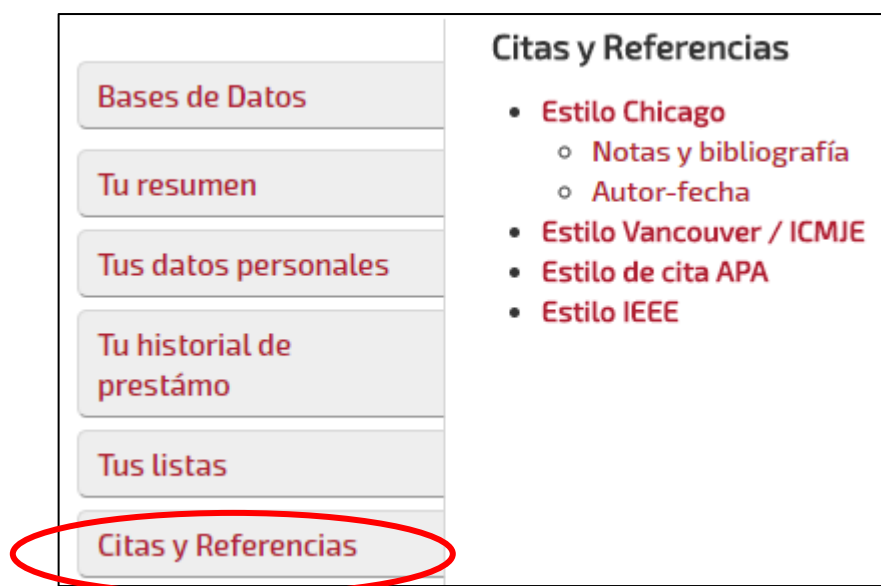 Bases de Datos
Tu resumen
Tus datos personales
Tu historial de
prestámo
Tus listas
Citas y Referencias
Citas y Referencias
Estilo Chicago
Notas y bibliografía
Autor-fecha
Estilo Vancouver / ICMJE
Estilo de cita APA
Estilo IEEE